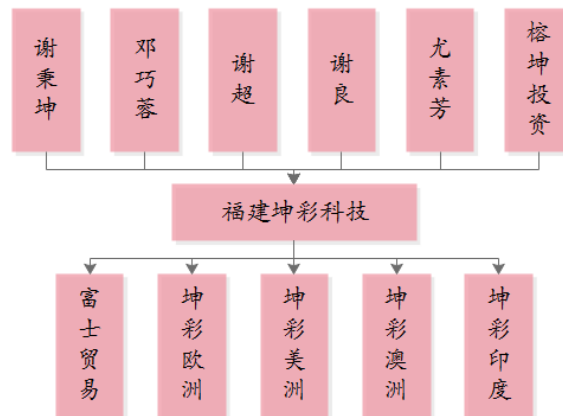 谢秉坤
邓巧蓉
谢超
谢良
尤素芳
榕坤投资
福建坤彩科技
富士贸易
坤彩欧洲
坤彩美洲
坤彩澳洲
坤彩印度